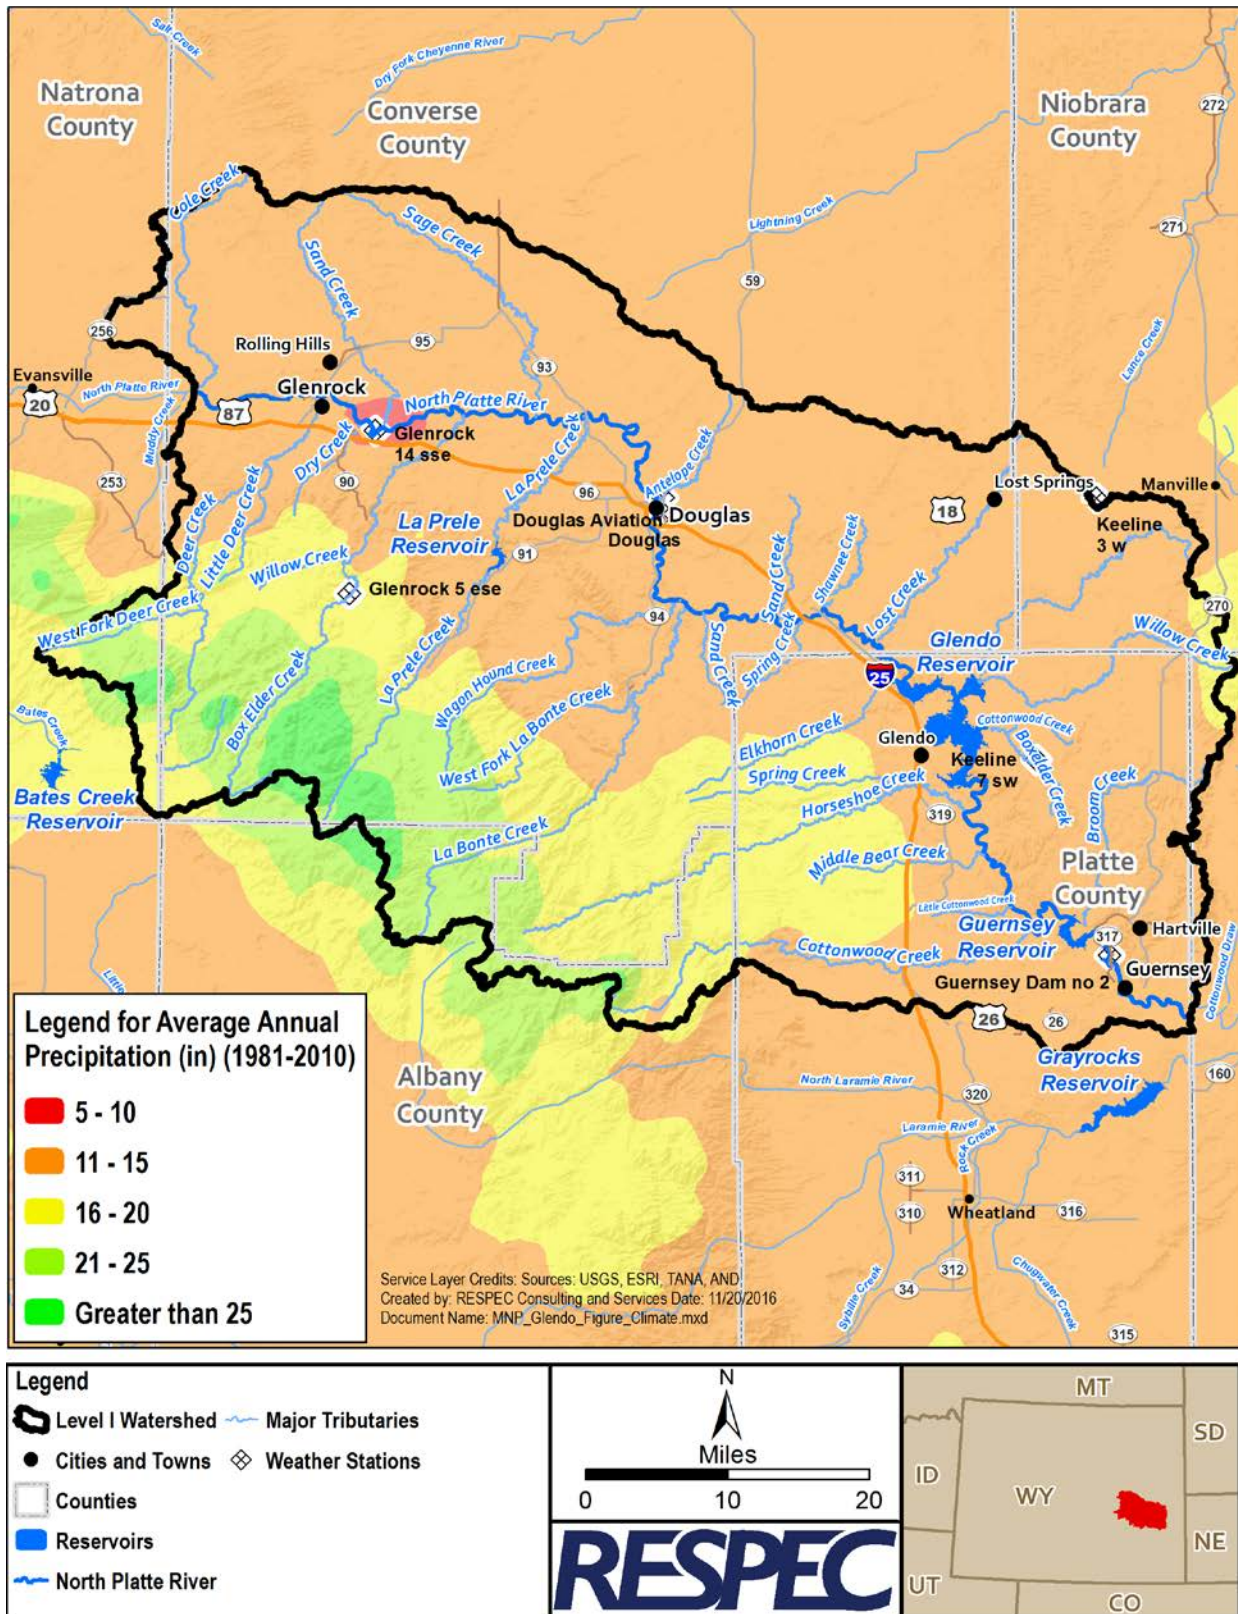 Salt Creek
Dry Fork Cheyenne River
Natrona
County
Converse
County
Niobrara
County
272
Cole Creek
Sage Creek
Lightning Creek
271
Sand Creek
59
256
Rolling Hills
95
93
Lance Creek
Evansville
North Platte River
20
87
Glenrock
North Platte River
Muddy Creek
Glenrock
14 sse
Dry Creek
253
90
La Prele Creek
Antelope Creek
96
Lost Springs
Manville
18
Keeline
3 w
Deer Creek
Little Deer Creek
La Prele
Reservoir
Douglas Aviation
Douglas
Douglas
91
Willow Creek
Glenrock 5 ese
Sand Creek
Shawnee Creek
Lost Creek
270
West Fork Deer Creek
94
Willow Creek
La Prele Creek
Sand Creek
Spring Creek
Glendo
Reservoir
25
Box Elder Creek
Wagon Hound Creek
Bates Creek
West Fork La Bonte Creek
Elkhorn Creek
Glendo
Cottonwood Creek
Keeline
7 sw
Boxelder Creek
Spring Creek
Horseshoe Creek
Broom Creek
Bates Creek
Reservoir
319
La Bonte Creek
Middle Bear Creek
Platte
County
Little Cottonwood Creek
Guernsey
Reservoir
Hartville
317
Cottonwood Creek
Guernsey
Cottonwood Draw
Guernsey Dam no 2
Little
26
26
Grayrocks
Reservoir
160
Albany
County
North Laramie River
320
Laramie River
Rock Creek
311
310
Wheatland
316
312
34
Sybille Creek
Chugwater Creek
315
Legend for Average Annual
Precipitation (in) (1981-2010)
5 - 10
11 - 15
16 - 20
21 - 25
Greater than 25
Service Layer Credits: Sources: USGS, ESRI, TANA, AND
Created by: RESPEC Consulting and Services Date: 11/20/2016
Document Name: MNP_Glendo_Figure_Climate.mxd
Legend
Level I Watershed
Major Tributaries
Cities and Towns
Weather Stations
Counties
Reservoirs
North Platte River
N
Miles
0 10 20
RESPEC
MT
SD
ID
WY
NE
UT
CO